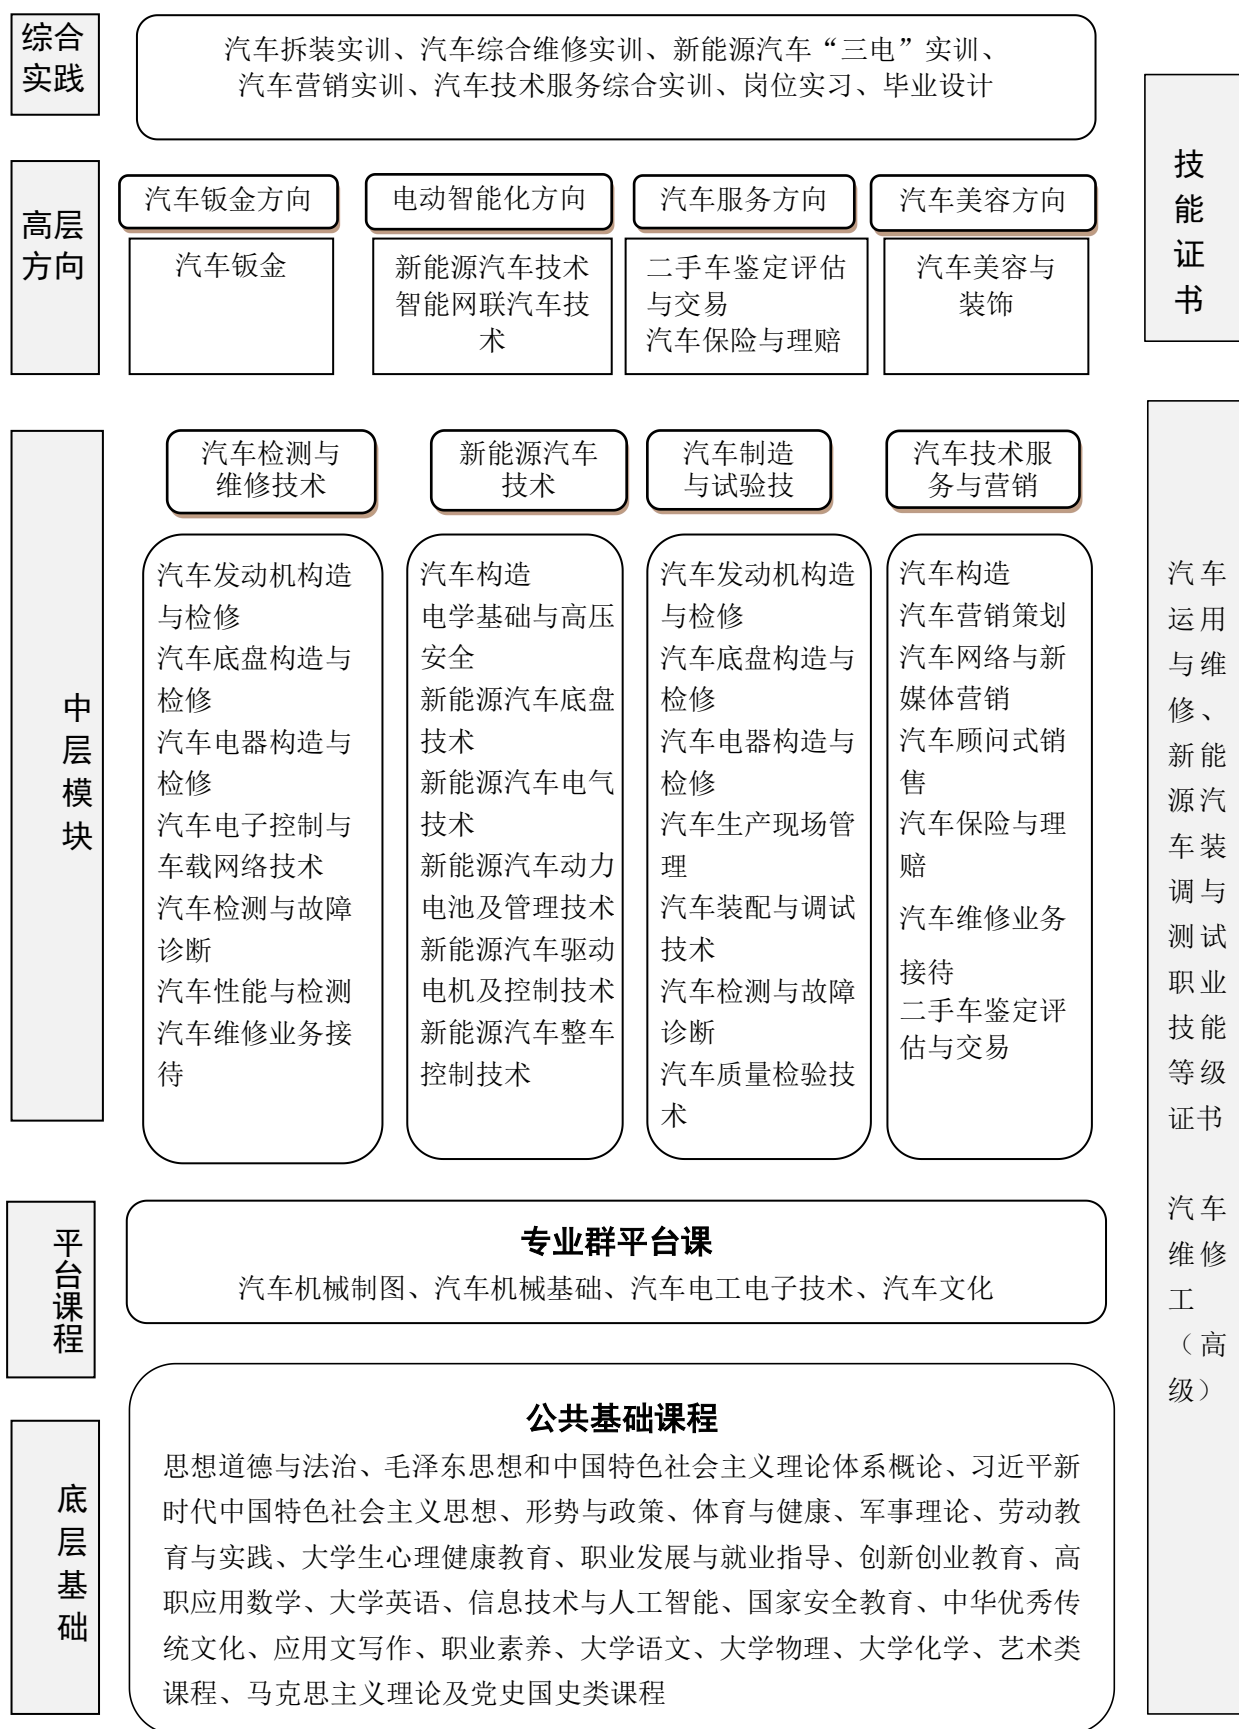 综合
实践
汽车拆装实训、汽车综合维修实训、新能源汽车“三电”实训、
汽车营销实训、汽车技术服务综合实训、岗位实习、毕业设计
高层
方向
汽车钣金方向
汽车钣金
电动智能化方向
新能源汽车技术
智能网联汽车技
术
汽车服务方向
二手车鉴定评估
与交易
汽车保险与理赔
汽车美容方向
汽车美容与
装饰
中
层
模
块
汽车检测与
维修技术
汽车发动机构造
与检修
汽车底盘构造与
检修
汽车电器构造与
检修
汽车电子控制与
车载网络技术
汽车检测与故障
诊断
汽车性能与检测
汽车维修业务接
待
新能源汽车
技术
汽车构造
电学基础与高压
安全
新能源汽车底盘
技术
新能源汽车电气
技术
新能源汽车动力
电池及管理技术
新能源汽车驱动
电机及控制技术
新能源汽车整车
控制技术
汽车制造
与试验技
汽车发动机构造
与检修
汽车底盘构造与
检修
汽车电器构造与
检修
汽车生产现场管
理
汽车装配与调试
技术
汽车检测与故障
诊断
汽车质量检验技
术
汽车技术服
务与营销
汽车构造
汽车营销策划
汽车网络与新
媒体营销
汽车顾问式销
售
汽车保险与理
赔
汽车维修业务
接待
二手车鉴定评
估与交易
平
台
课
程
专业群平台课
汽车机械制图、汽车机械基础、汽车电工电子技术、汽车文化
底
层
基
础
公共基础课程
思想道德与法治、毛泽东思想和中国特色社会主义理论体系概论、习近平新
时代中国特色社会主义思想、形势与政策、体育与健康、军事理论、劳动教
育与实践、大学生心理健康教育、职业发展与就业指导、创新创业教育、高
职应用数学、大学英语、信息技术与人工智能、国家安全教育、中华优秀传
统文化、应用文写作、职业素养、大学语文、大学物理、大学化学、艺术类
课程、马克思主义理论及党史国史类课程
技
能
证
书
汽车
运用
与维
修、
新能
源汽
车装
调与
测试
职业
技能
等级
证书
汽车
维修
工
（高
级）